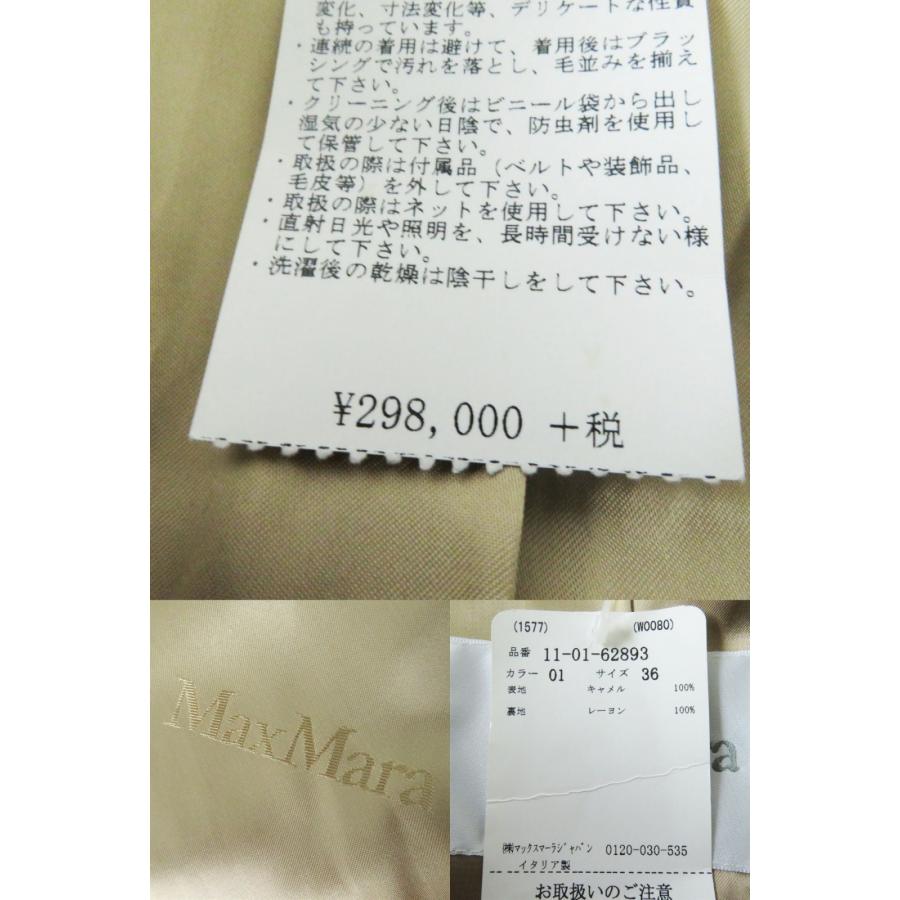 変化、寸法変化等、デリケートな性質
も持っています。
・連続の着用は避けて、着用後はブラッ
シングで汚れを落とし、毛並みを揃え
て下さい。
・クリーニング後はビニール袋から出し
湿気の少ない日陰で、防虫剤を使用し
て保管して下さい。
・取扱の際は付属品（ベルトや装飾品、
毛皮等）を外して下さい。
・取扱の際はネットを使用して下さい。
・直射日光や照明を、長時間受けない様
にして下さい。
・洗濯後の乾燥は陰干しをして下さい。
¥298,000 +税
MaxMara
(1577) (W0080)
品番 11-01-62893
カラー 01 サイズ 36
表地 キャメル 100%
裏地 レーヨン 100%
a
㈱マックスマーラジャパン 0120-030-535
イタリア製
お取扱いのご注意